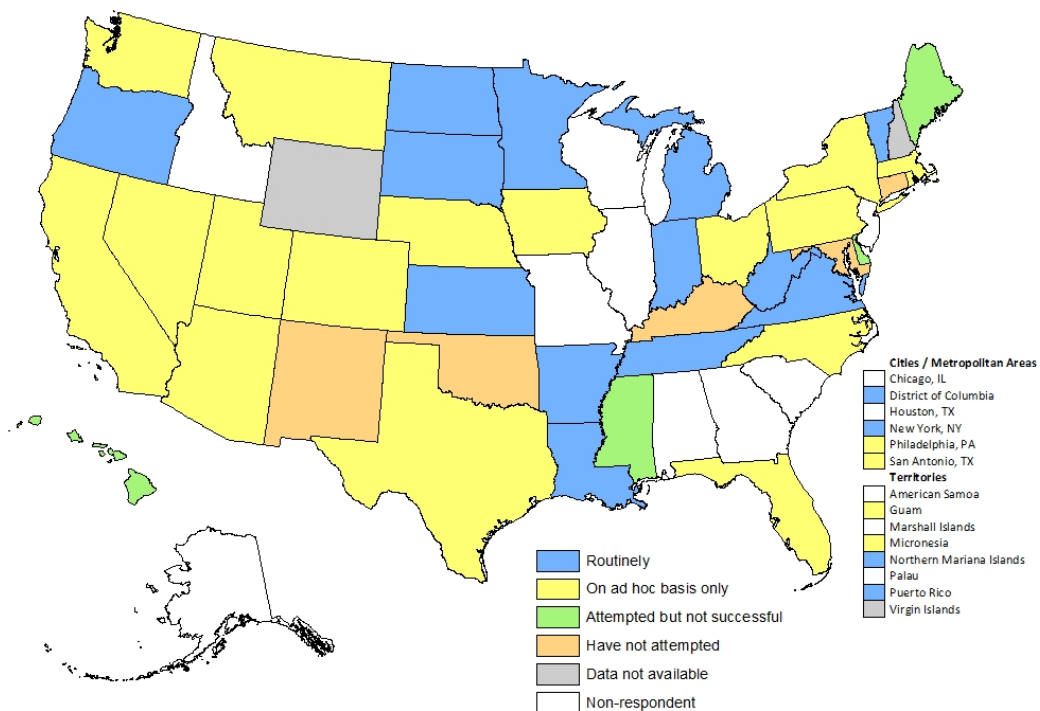 Cities / Metropolitan Areas
Chicago, IL
District of Columbia
Houston, TX
New York, NY
Philadelphia, PA
San Antonio, TX
Territories
American Samoa
Guam
Marshall Islands
Micronesia
Northern Mariana Islands
Palau
Puerto Rico
Virgin Islands
Routinely
On ad hoc basis only
Attempted but not successful
Have not attempted
Data not available
Non-respondent